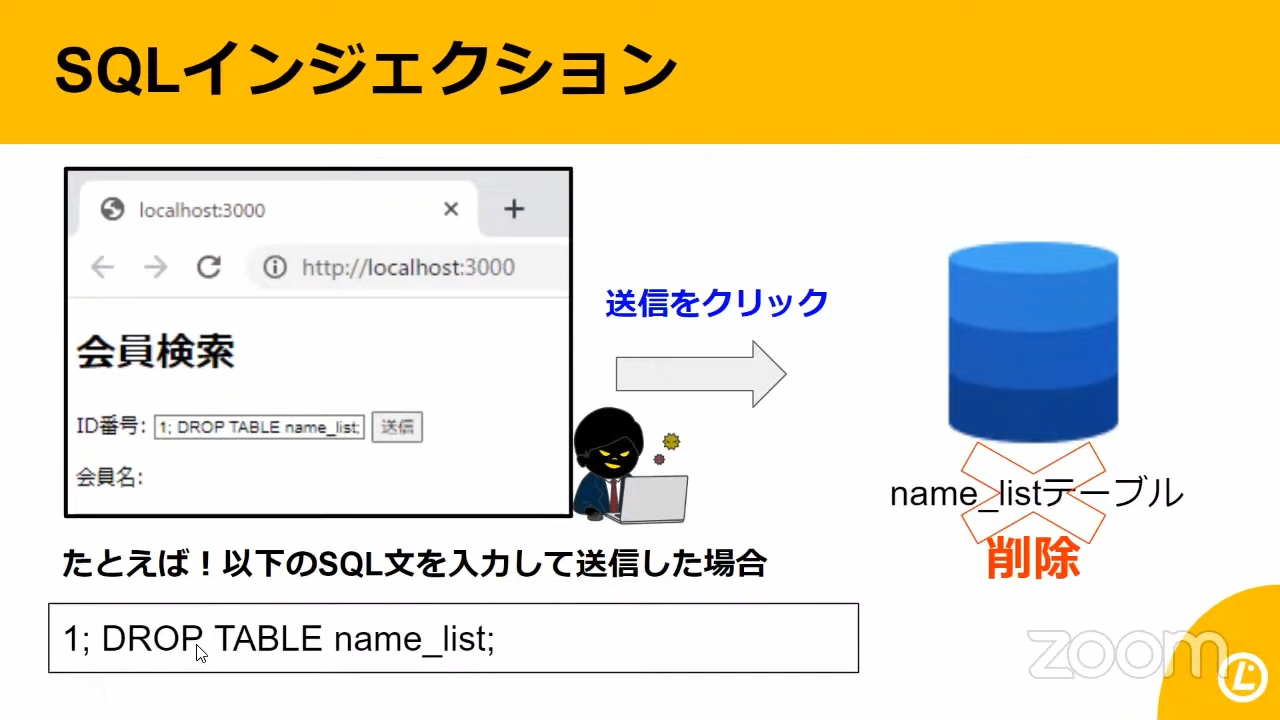 SQLインジェクション
localhost:3000
http://localhost:3000
会員検索
ID番号: 1; DROP TABLE name_list; 送信
会員名:
送信をクリック
name_listテーブル
削除
たとえば！以下のSQL文を入力して送信した場合
1; DROP TABLE name_list;
zoom
L